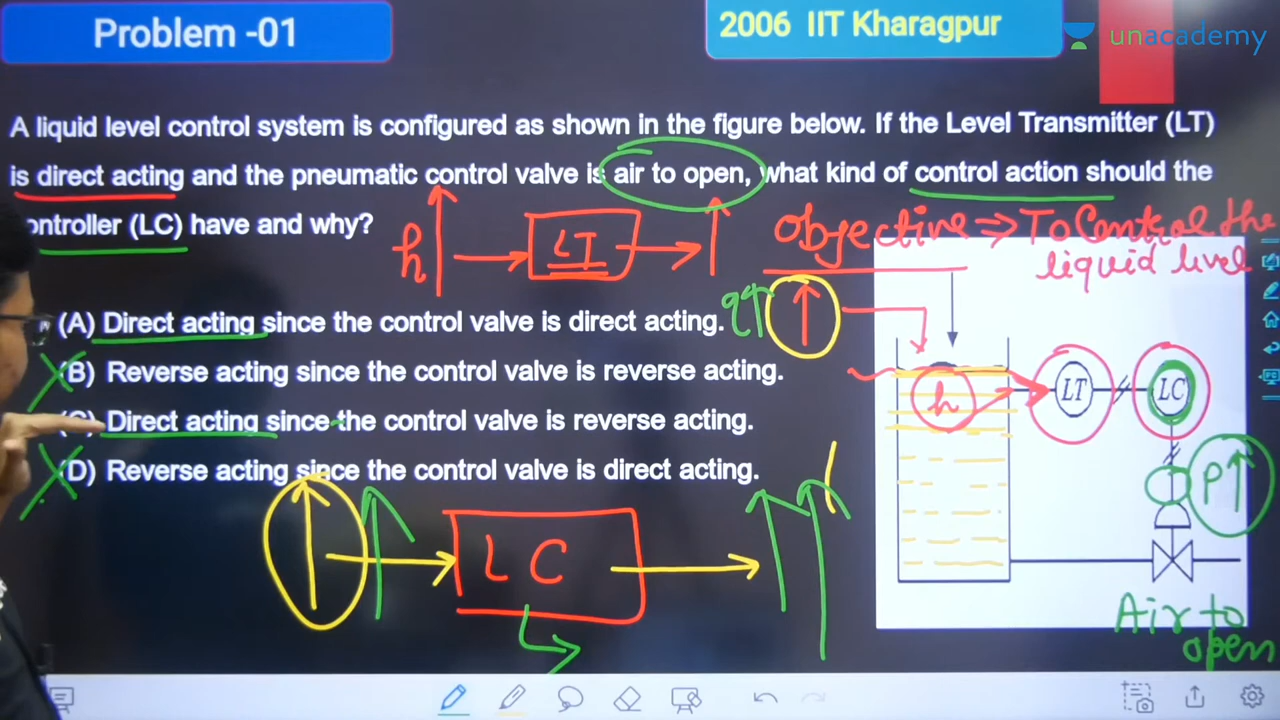 Problem -01
2006 IIT Kharagpur
unacademy
A liquid level control system is configured as shown in the figure below. If the Level Transmitter (LT)
is direct acting and the pneumatic control valve is air to open, what kind of control action should the
ontroller (LC) have and why?
h
LT
Objective ⇒ To Control the
liquid level
(A) Direct acting since the control valve is direct acting.
(B) Reverse acting since the control valve is reverse acting.
(C) Direct acting since the control valve is reverse acting.
(D) Reverse acting since the control valve is direct acting.
h
LT
LC
P
LC
Air to
open